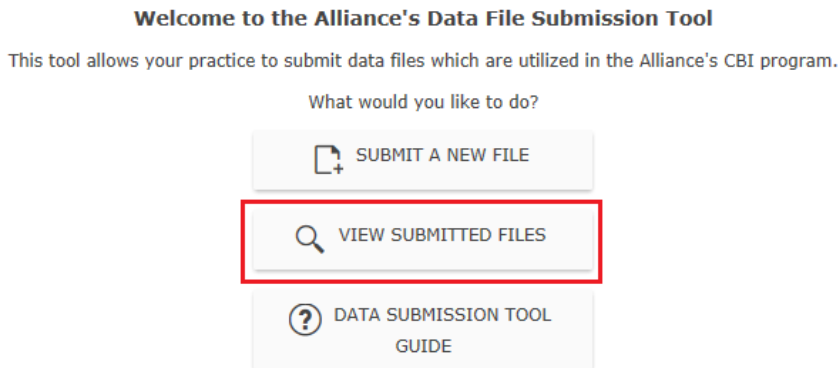 Welcome to the Alliance's Data File Submission Tool
This tool allows your practice to submit data files which are utilized in the Alliance's CBI program.
What would you like to do?
SUBMIT A NEW FILE
VIEW SUBMITTED FILES
DATA SUBMISSION TOOL
GUIDE